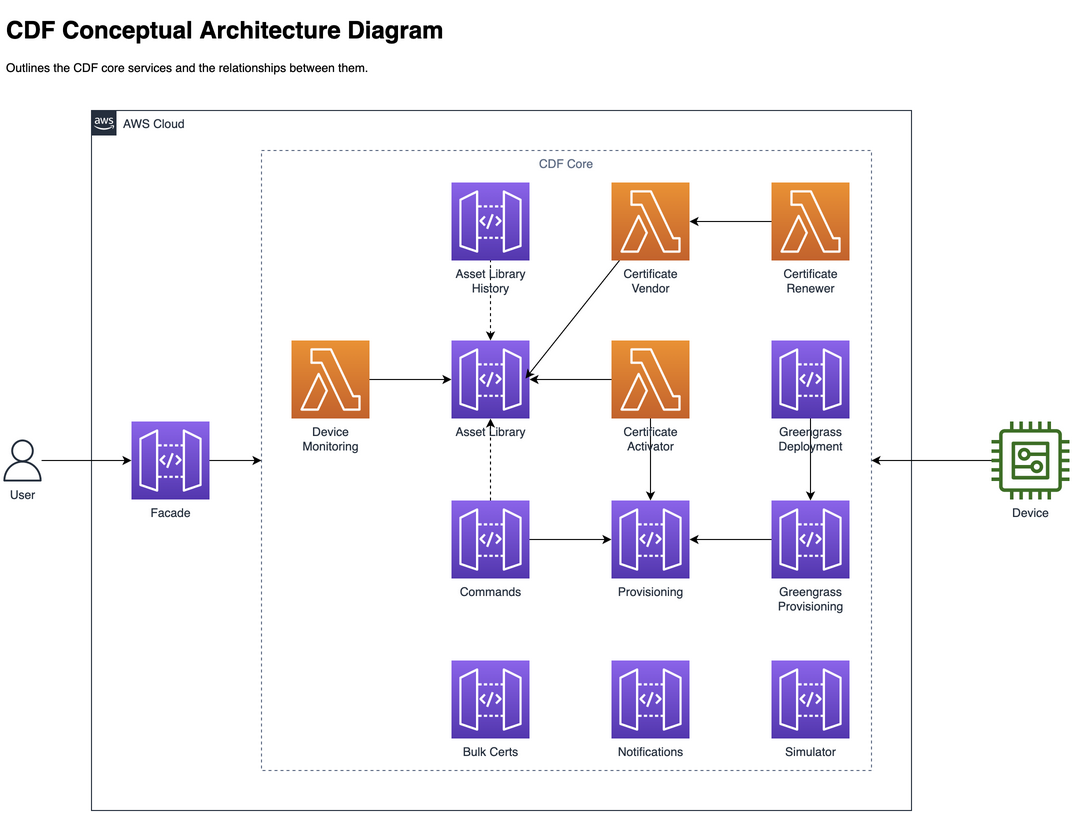 CDF Conceptual Architecture Diagram
Outlines the CDF core services and the relationships between them.
aws
AWS Cloud
CDF Core
</>
</>
Asset Library
History
Certificate
Vendor
Certificate
Renewer
</>
</>
Device
Monitoring
Asset Library
Certificate
Activator
Greengrass
Deployment
</>
User
Facade
Device
</>
</>
</>
Commands
Provisioning
Greengrass
Provisioning
</>
</>
</>
Bulk Certs
Notifications
Simulator